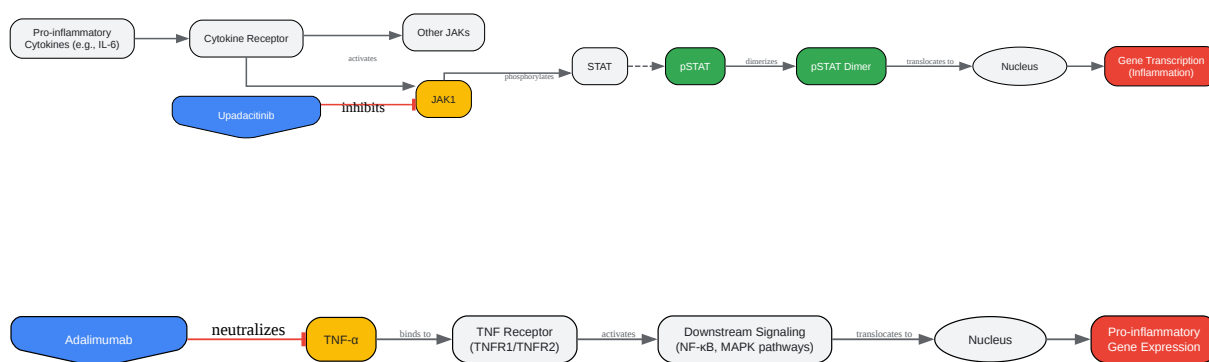 Pro-inflammatory
Cytokines (e.g., IL-6)
Cytokine Receptor
Other JAKs
activates
JAK1
Upadacitinib
inhibits
phosphorylates
STAT
pSTAT
dimerizes
pSTAT Dimer
translocates to
Nucleus
Gene Transcription
(Inflammation)
Adalimumab
neutralizes
TNF-α
binds to
TNF Receptor
(TNFR1/TNFR2)
activates
Downstream Signaling
(NF-κB, MAPK pathways)
translocates to
Nucleus
Pro-inflammatory
Gene Expression